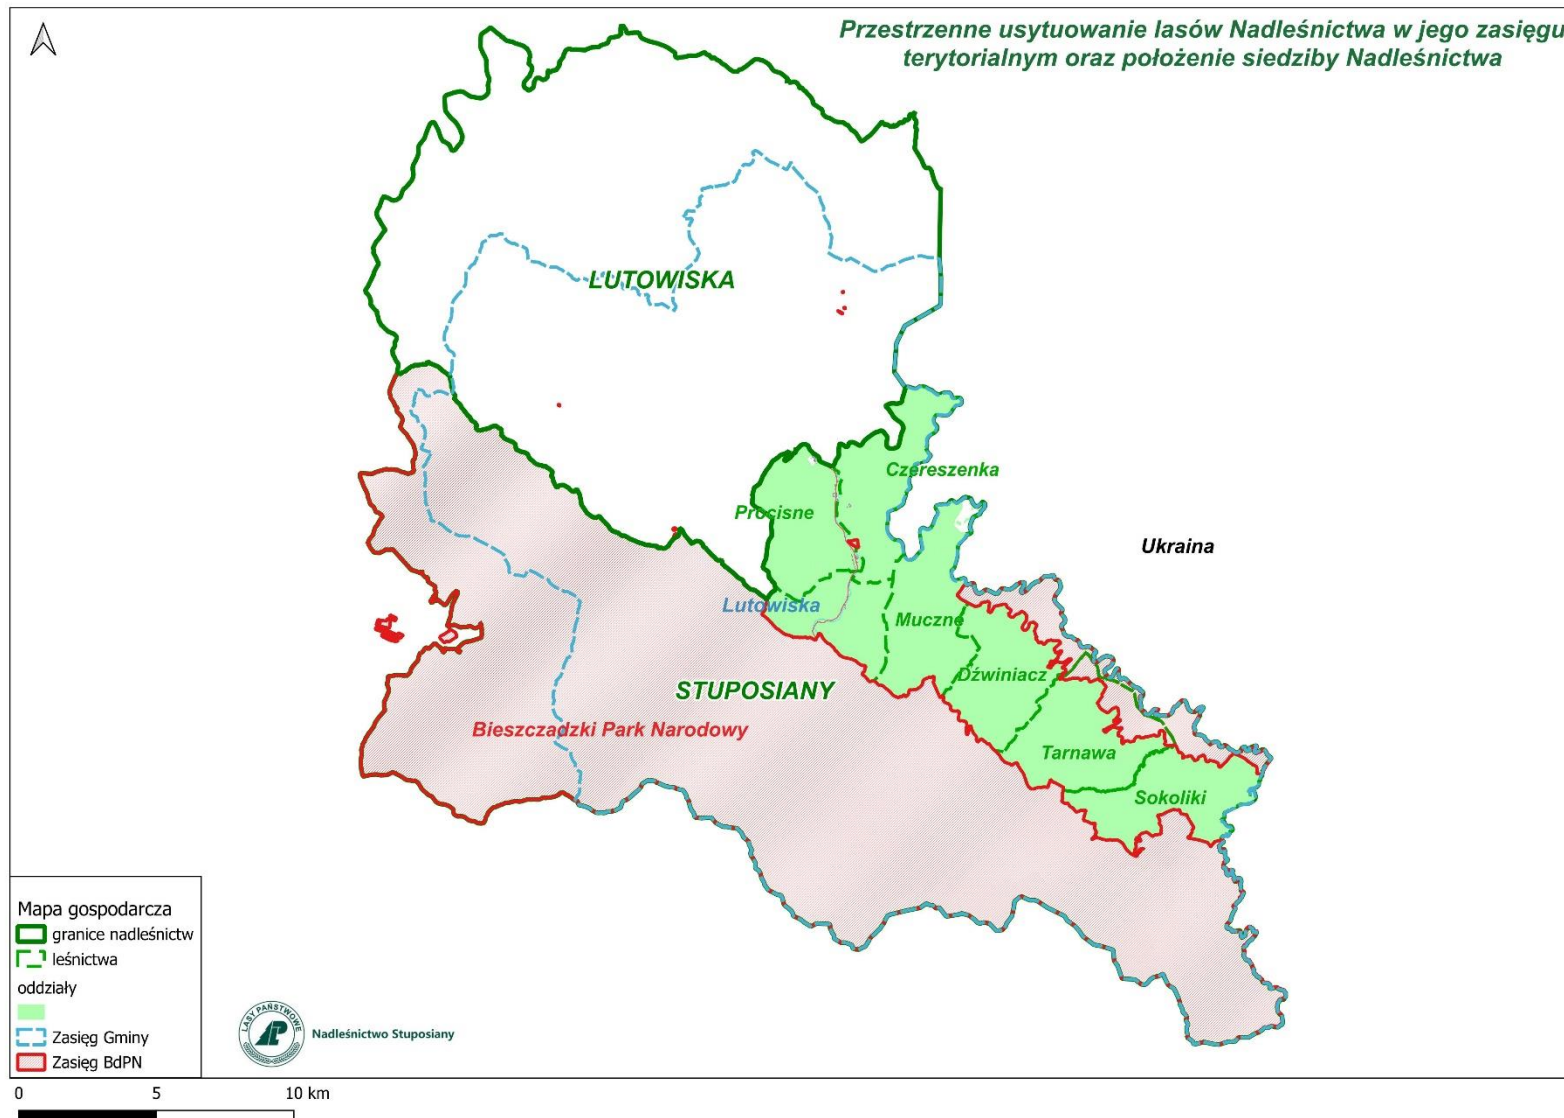 Przestrzenne usytuowanie lasów Nadleśnictwa w jego zasięgu
terytorialnym oraz położenie siedziby Nadleśnictwa
LUTOWISKA
Czereszenka
Procisne
Ukraina
Lutowiska
Muczne
Dźwiniacz
STUPOSIANY
Bieszczadzki Park Narodowy
Tarnawa
Sokoliki
Mapa gospodarcza
granice nadleśnictw
leśnictwa
oddziały
Zasięg Gminy
Zasięg BdPN
LASY PAŃSTWOWE
Nadleśnictwo Stuposiany
0 5 10 km